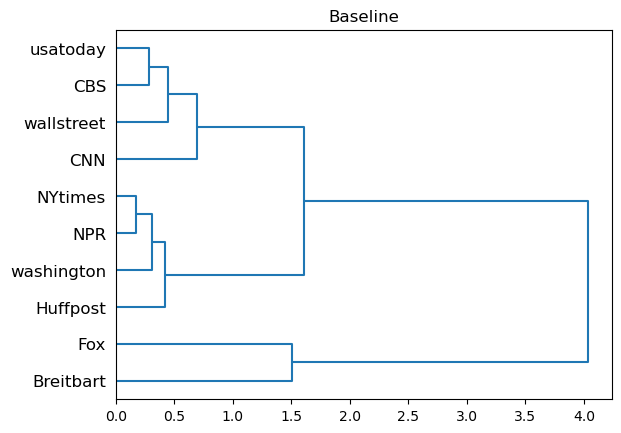 Baseline
usatoday
CBS
wallstreet
CNN
NYtimes
NPR
washington
Huffpost
Fox
Breitbart
0.0 0.5 1.0 1.5 2.0 2.5 3.0 3.5 4.0